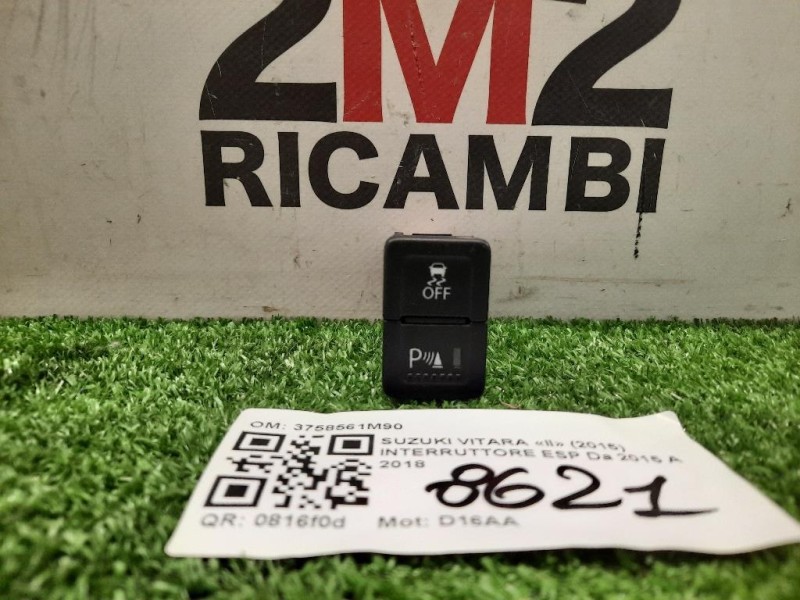 2M2
RICAMBI
OFF
P
OM: 3758561M90
SUZUKI VITARA «II» (2015)
INTERRUTTORE ESP Da 2015 A
2018
8621
QR: 0816f0d Mot: D16AA